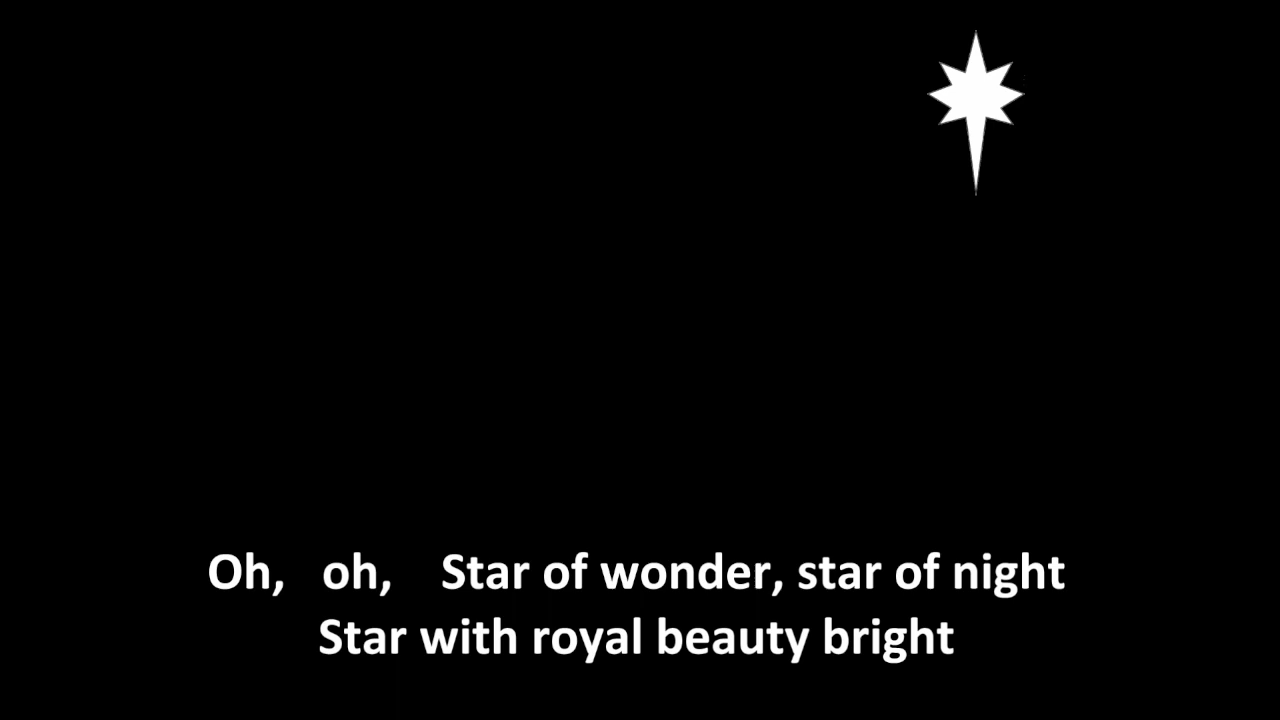 Oh, oh, Star of wonder, star of night
Star with royal beauty bright